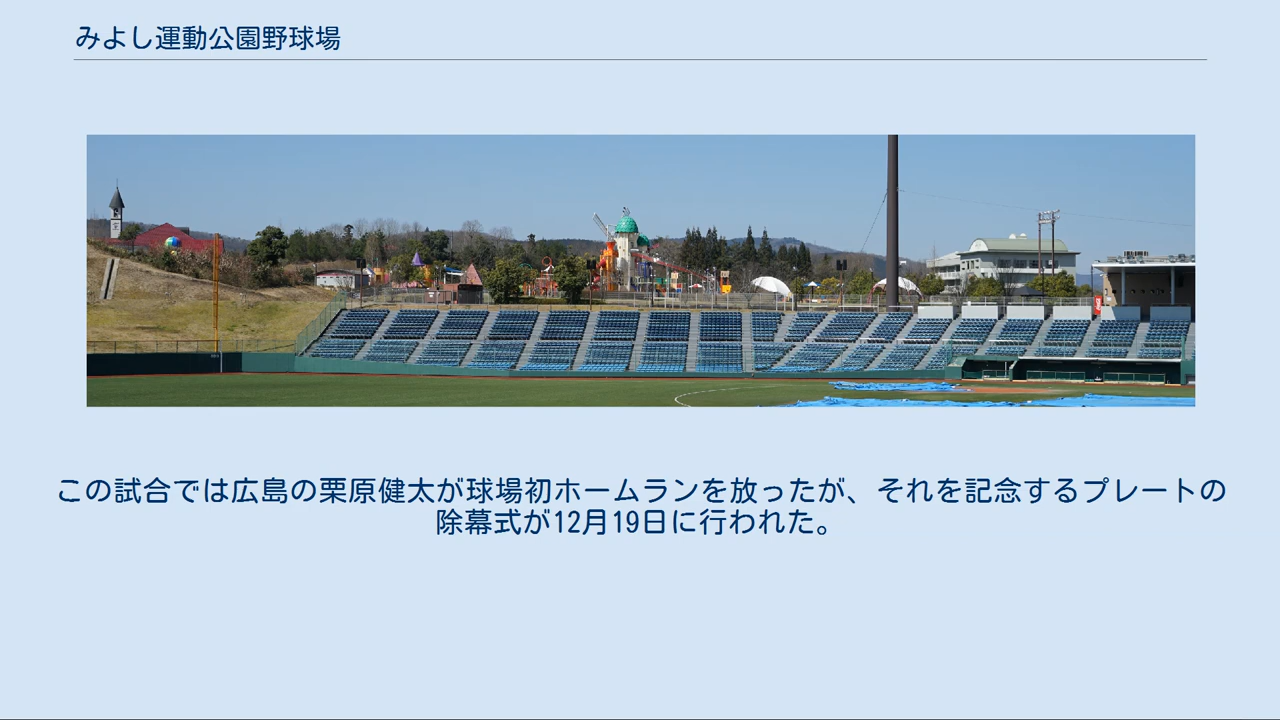 みよし運動公園野球場
この試合では広島の栗原健太が球場初ホームランを放ったが、それを記念するプレートの
除幕式が12月19日に行われた。